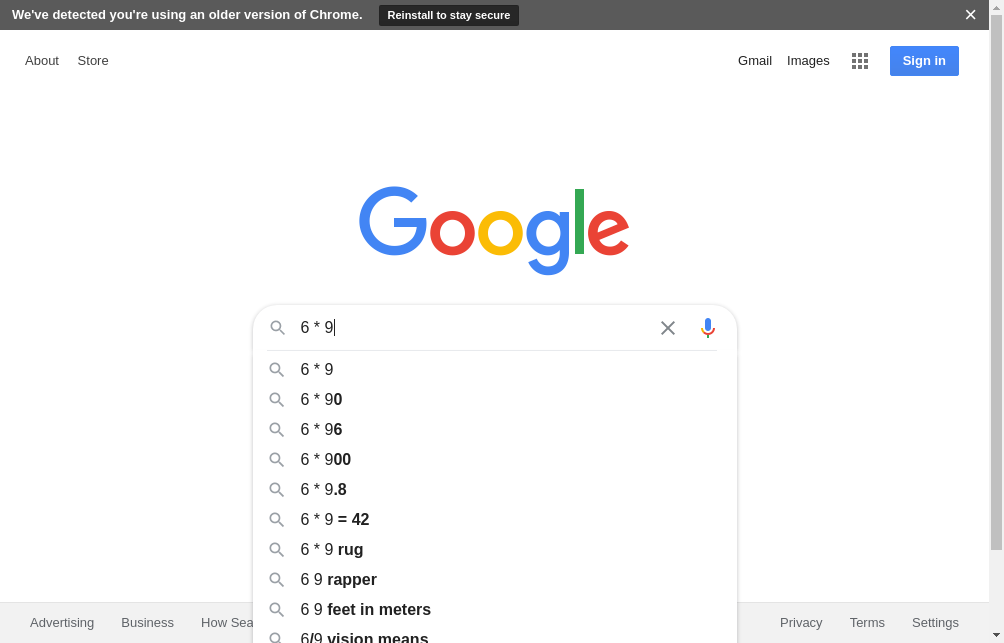 We've detected you're using an older version of Chrome. Reinstall to stay secure
About Store Gmail Images Sign in
Google
6 * 9
6 * 9
6 * 90
6 * 96
6 * 900
6 * 9.8
6 * 9 = 42
6 * 9 rug
6 9 rapper
6 9 feet in meters
6/9 vision means
Advertising Business How Sea Privacy Terms Settings